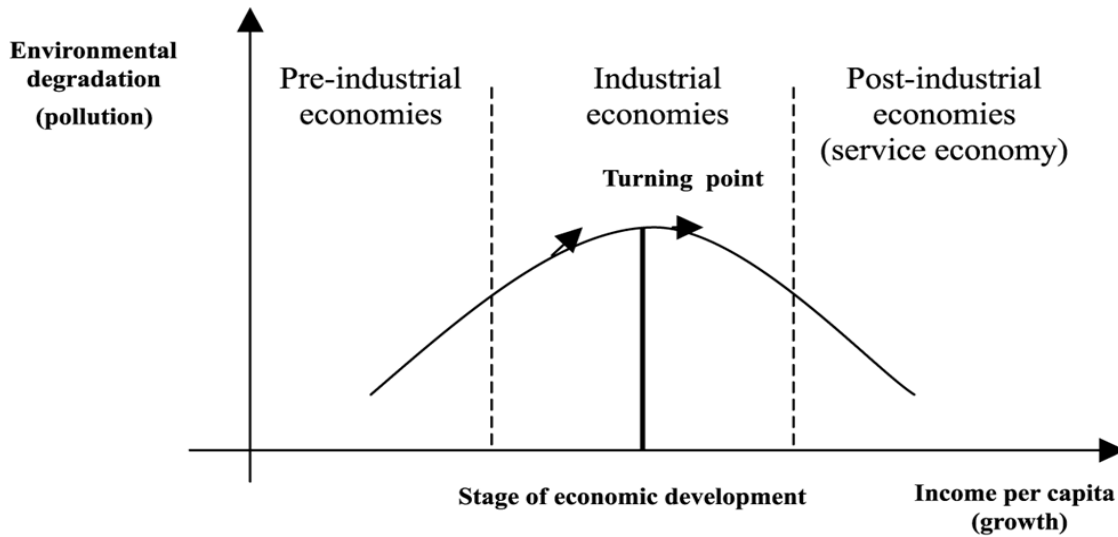 Environmental
degradation
(pollution)
Pre-industrial
economies
Industrial
economies
Post-industrial
economies
(service economy)
Turning point
Stage of economic development
Income per capita
(growth)